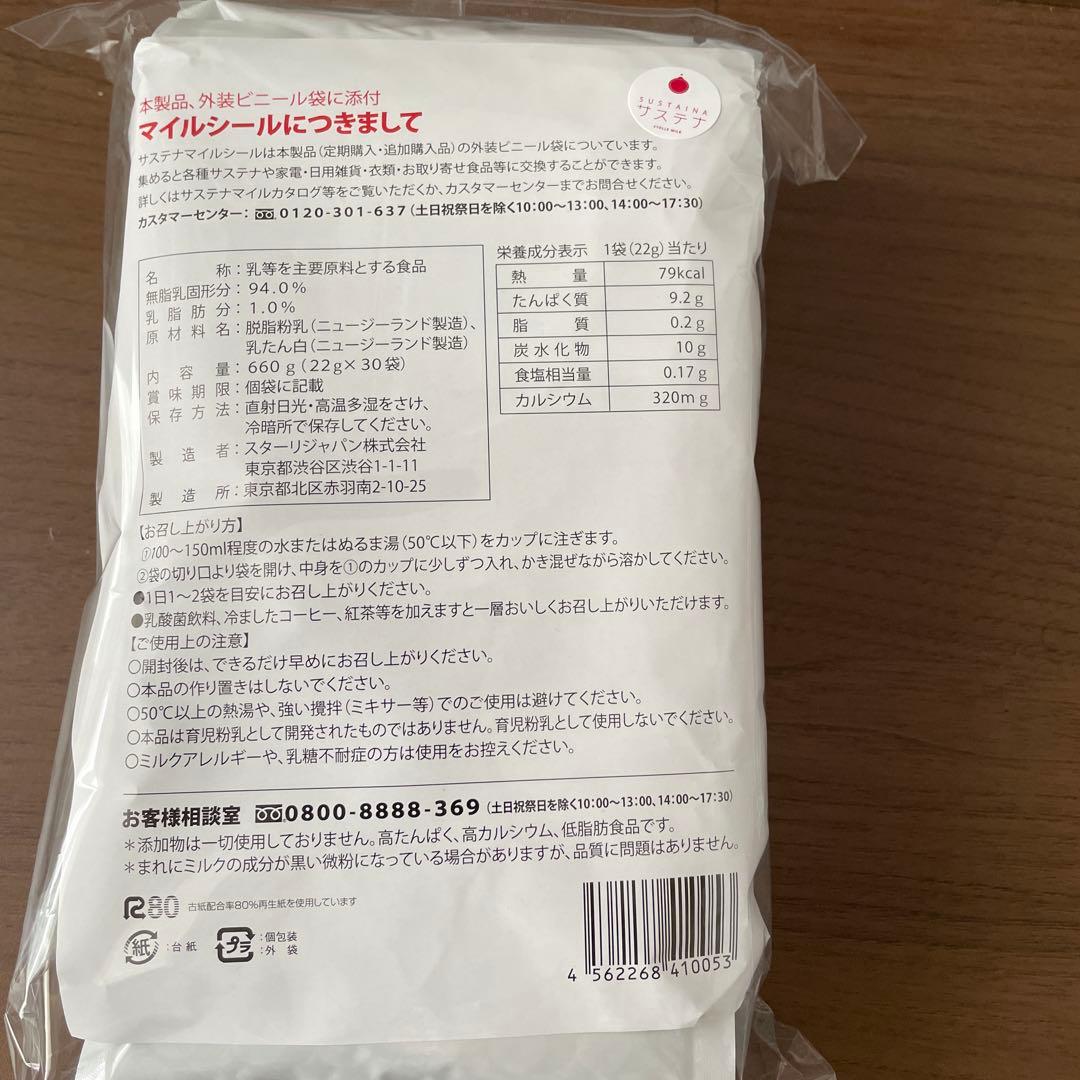 本製品、外装ビニール袋に添付
マイルシールにつきまして
SUSTAINA
サステナ
STOLLE MILK
サステナマイルシールは本製品(定期購入・追加購入品)の外装ビニール袋についています。
集めると各種サステナや家電・日用雑貨・衣類・お取り寄せ食品等に交換することができます。
詳しくはサステナマイルカタログ等をご覧いただくか、カスタマーセンターまでお問合せください。
カスタマーセンター: 0120-301-637(土日祝祭日を除く10:00〜13:00、14:00〜17:30)
名称:乳等を主要原料とする食品
無脂乳固形分:94.0%
乳脂肪分:1.0%
原材料名:脱脂粉乳(ニュージーランド製造)、
乳たん白(ニュージーランド製造)
内容量:660g(22g×30袋)
賞味期限:個袋に記載
保存方法:直射日光・高温多湿をさけ、
冷暗所で保存してください。
製造者:スターリジャパン株式会社
東京都渋谷区渋谷1-1-11
製造所:東京都北区赤羽南2-10-25
栄養成分表示 1袋(22g)当たり
熱量 79kcal
たんぱく質 9.2g
脂質 0.2g
炭水化物 10g
食塩相当量 0.17g
カルシウム 320mg
【お召し上がり方】
①100〜150ml程度の水またはぬるま湯(50℃以下)をカップに注ぎます。
②袋の切り口より袋を開け、中身を①のカップに少しずつ入れ、かき混ぜながら溶かしてください。
●1日1〜2袋を目安にお召し上がりください。
●乳酸菌飲料、冷ましたコーヒー、紅茶等を加えますと一層おいしくお召し上がりいただけます。
【ご使用上の注意】
○開封後は、できるだけ早めにお召し上がりください。
○本品の作り置きはしないでください。
○50℃以上の熱湯や、強い攪拌(ミキサー等)でのご使用は避けてください。
○本品は育児粉乳として開発されたものではありません。育児粉乳として使用しないでください。
○ミルクアレルギーや、乳糖不耐症の方は使用をお控えください。
お客様相談室 0800-8888-369(土日祝祭日を除く10:00〜13:00、14:00〜17:30)
*添加物は一切使用しておりません。高たんぱく、高カルシウム、低脂肪食品です。
*まれにミルクの成分が黒い微粉になっている場合がありますが、品質に問題はありません。
R80 古紙配合率80%再生紙を使用しています
紙:台紙
プラ:個包装
:外袋
4 562268 410053